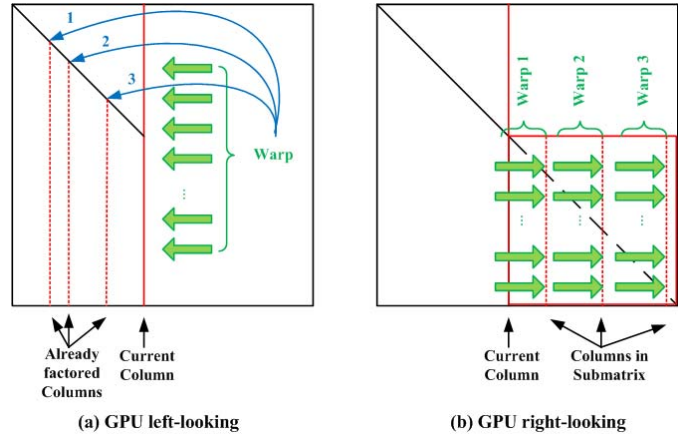 1
2
3
Warp
...
Already
factored
Columns
Current
Column
(a) GPU left-looking
Warp 1
Warp 2
Warp 3
...
...
...
Current
Column
Columns in
Submatrix
(b) GPU right-looking